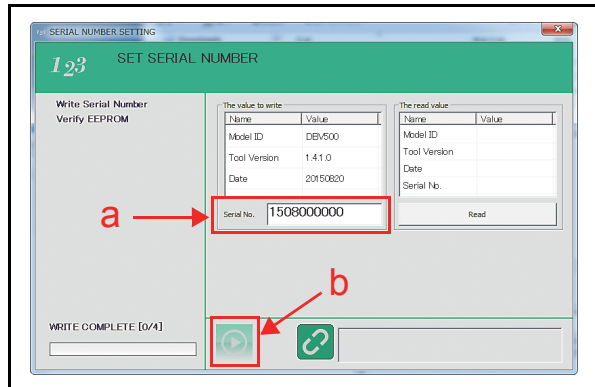 SERIAL NUMBER SETTING
123 SET SERIAL NUMBER
Write Serial Number
Verify EEPROM
The value to write
Name Value
Model ID DBV500
Tool Version 1.4.1.0
Date 20150820
Serial No. 1508000000
The read value
Name Value
Model ID
Tool Version
Date
Serial No.
Read
a
b
WRITE COMPLETE [0/4]